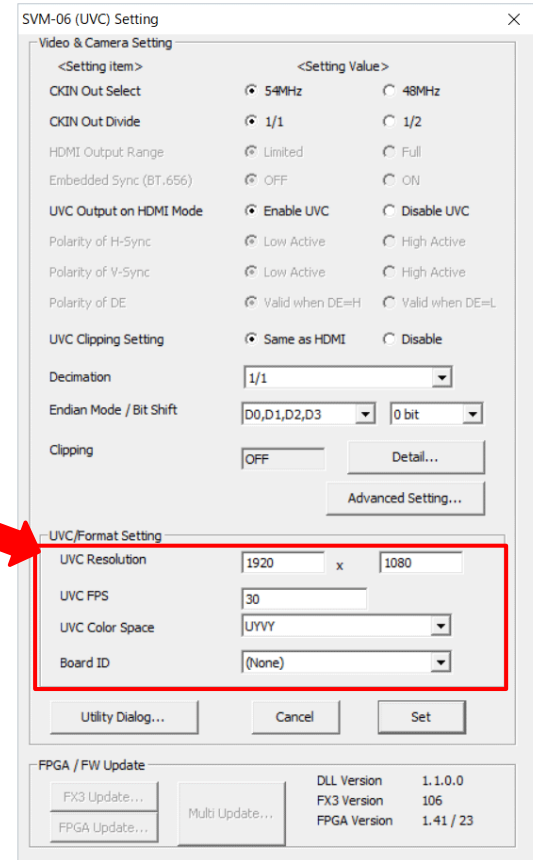 SVM-06 (UVC) Setting
Video & Camera Setting
<Setting item> <Setting Value>
CKIN Out Select 54MHz 48MHz
CKIN Out Divide 1/1 1/2
HDMI Output Range Limited Full
Embedded Sync (BT.656) OFF ON
UVC Output on HDMI Mode Enable UVC Disable UVC
Polarity of H-Sync Low Active High Active
Polarity of V-Sync Low Active High Active
Polarity of DE Valid when DE=H Valid when DE=L
UVC Clipping Setting Same as HDMI Disable
Decimation 1/1
Endian Mode / Bit Shift D0,D1,D2,D3 0 bit
Clipping OFF Detail...
Advanced Setting...
UVC/Format Setting
UVC Resolution 1920 x 1080
UVC FPS 30
UVC Color Space UYVY
Board ID (None)
Utility Dialog... Cancel Set
FPGA / FW Update
FX3 Update...
FPGA Update...
Multi Update...
DLL Version 1.1.0.0
FX3 Version 106
FPGA Version 1.41 / 23